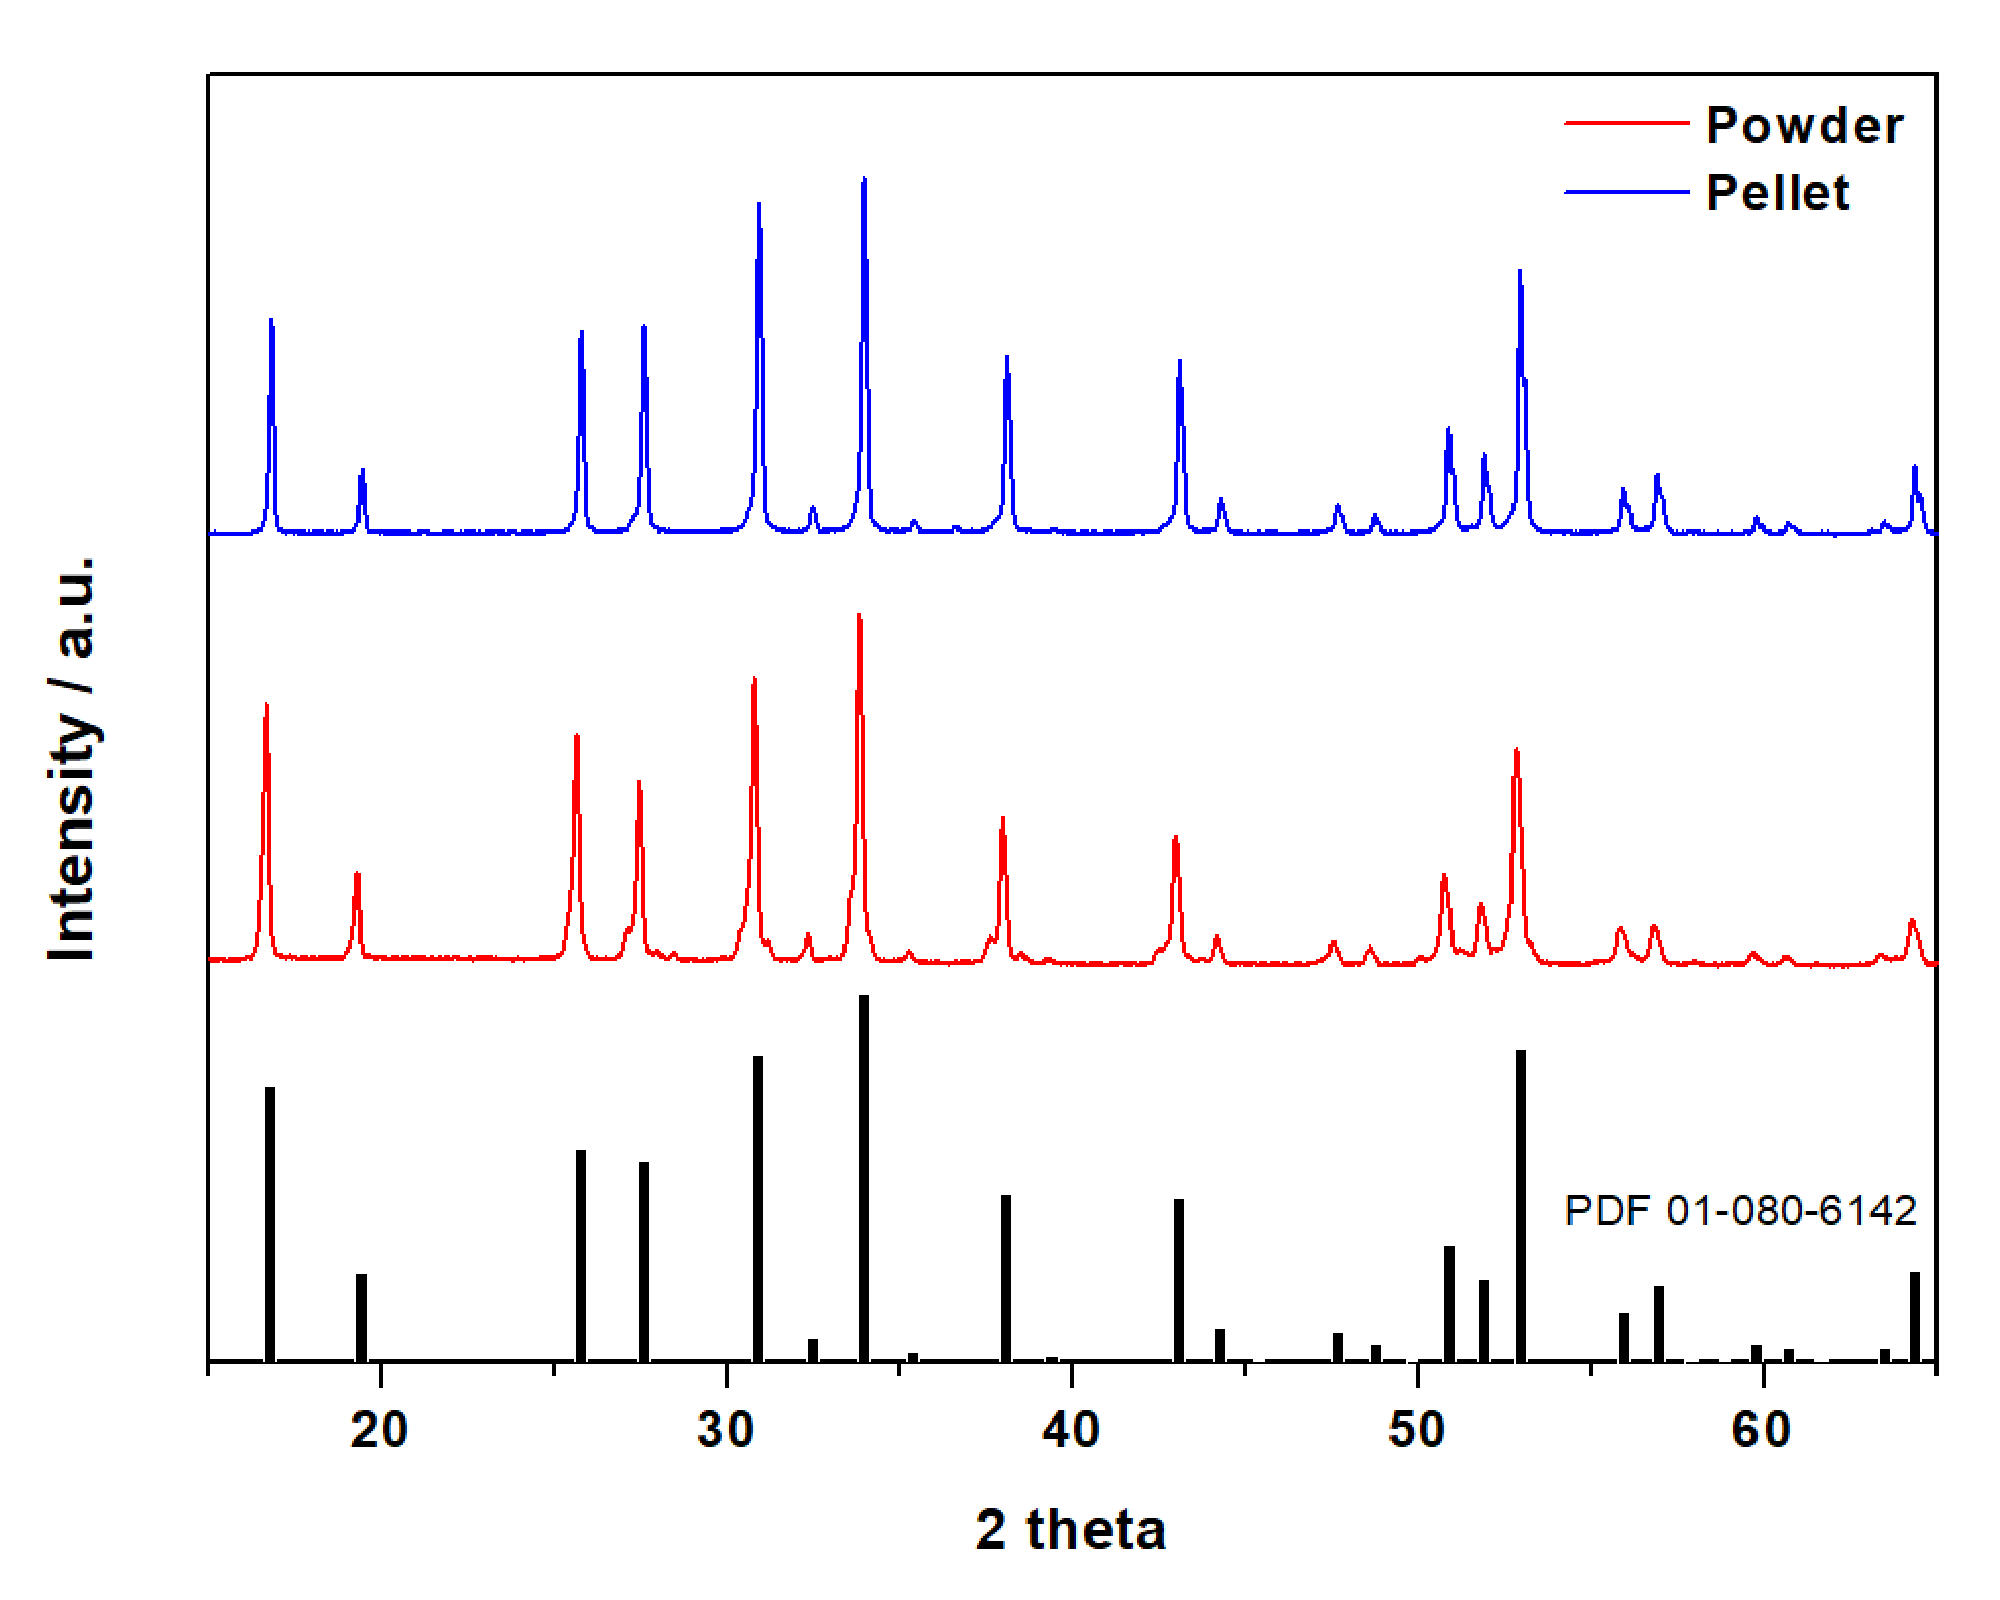 Powder
Pellet
Intensity / a.u.
PDF 01-080-6142
20 30 40 50 60
2 theta